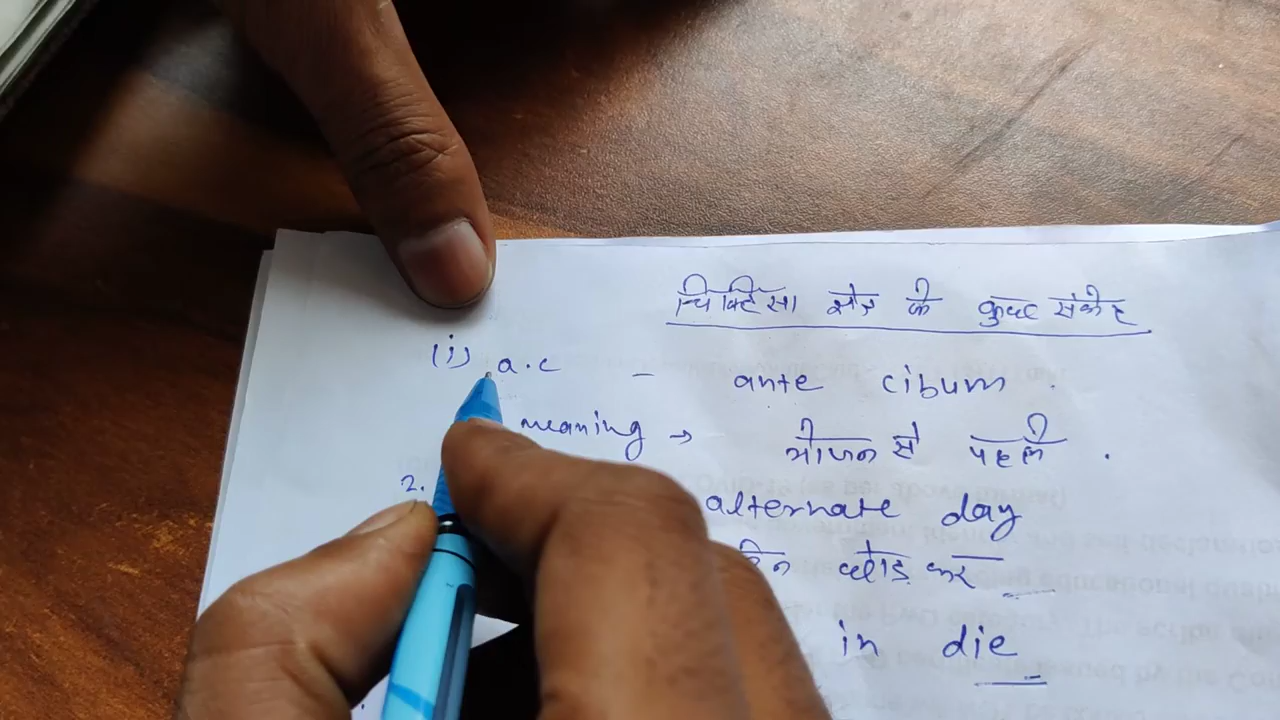 चिकित्सा क्षेत्र के कुछ संकेत
(i) a.c - ante cibum.
meaning → भोजन से पहले.
2. alternate day
दिन छोड़ कर
in die